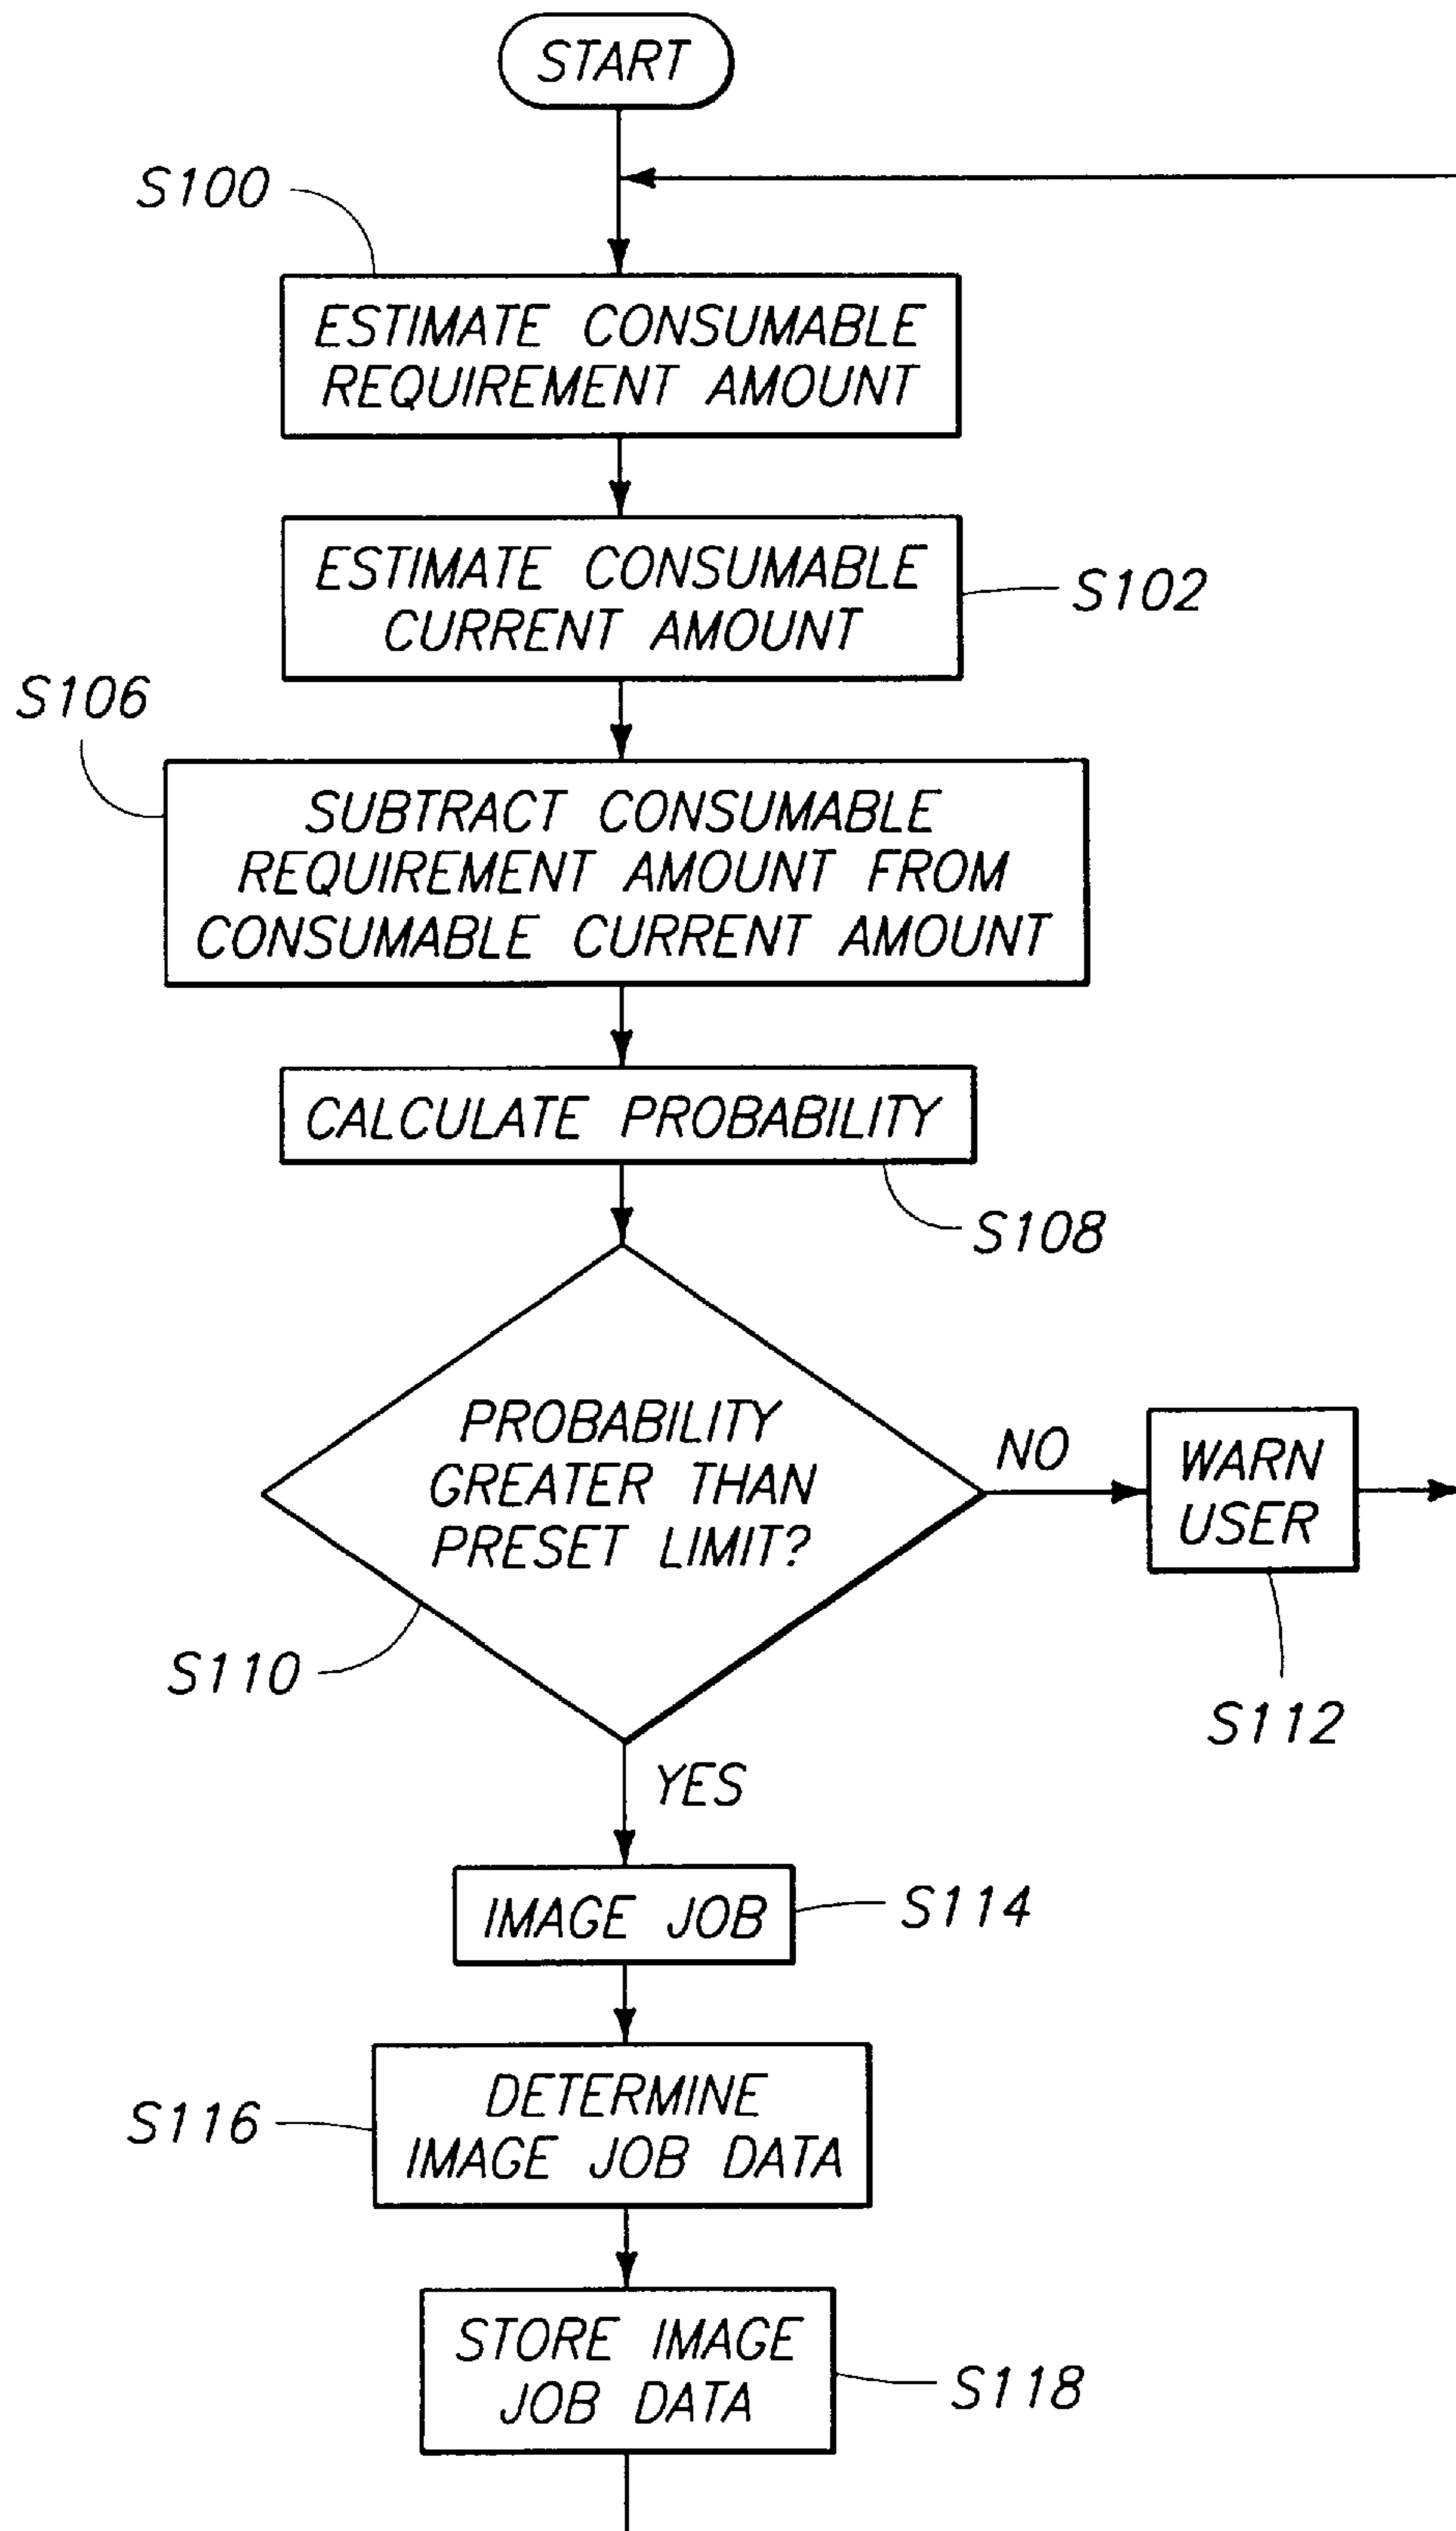 START
S100
ESTIMATE CONSUMABLE
REQUIREMENT AMOUNT
ESTIMATE CONSUMABLE
CURRENT AMOUNT
S102
S106
SUBTRACT CONSUMABLE
REQUIREMENT AMOUNT FROM
CONSUMABLE CURRENT AMOUNT
CALCULATE PROBABILITY
S108
PROBABILITY
GREATER THAN
PRESET LIMIT?
NO
WARN
USER
S110
S112
YES
IMAGE JOB
S114
DETERMINE
IMAGE JOB DATA
S116
STORE IMAGE
JOB DATA
S118